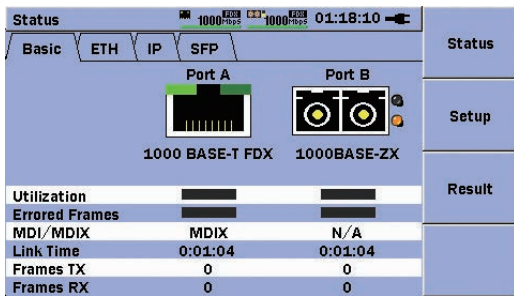 Status 1000 FDX Mbps 1000 FDX Mbps 01:18:10
Basic ETH IP SFP
Status
Setup
Result
Port A Port B
1000 BASE-T FDX 1000BASE-ZX
Utilization
Errored Frames
MDI/MDIX MDIX N/A
Link Time 0:01:04 0:01:04
Frames TX 0 0
Frames RX 0 0